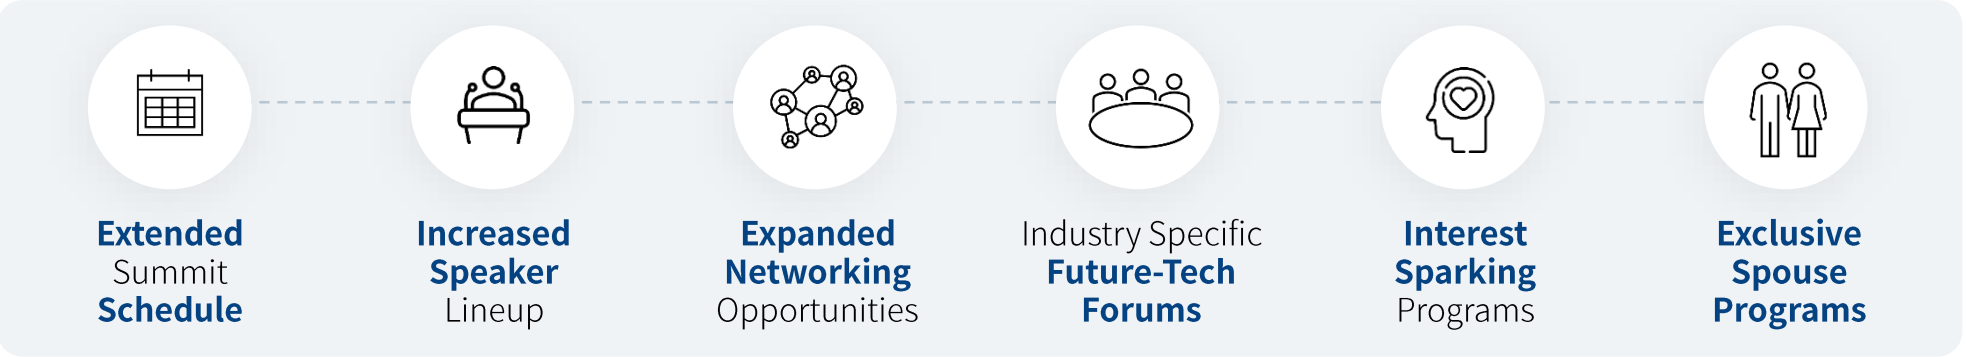 Extended
Summit
Schedule
Increased
Speaker
Lineup
Expanded
Networking
Opportunities
Industry Specific
Future-Tech
Forums
Interest
Sparking
Programs
Exclusive
Spouse
Programs